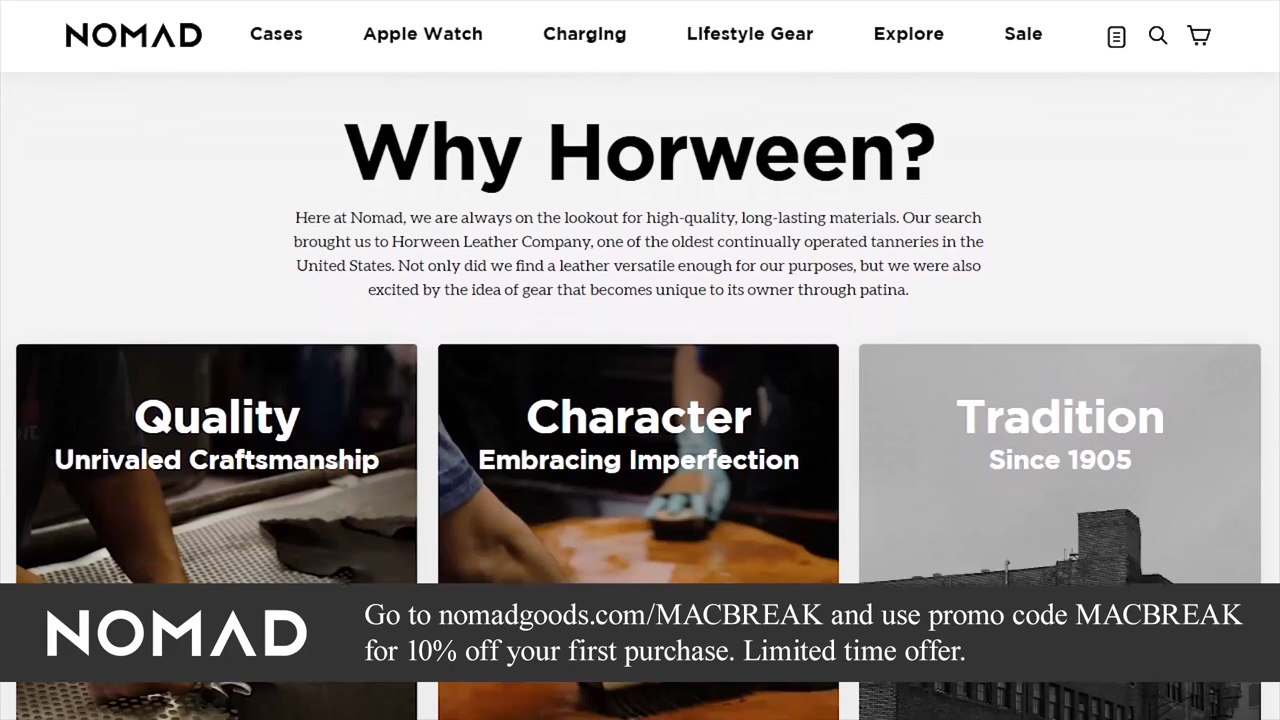 NOMAD
Cases
Apple Watch
Charging
Lifestyle Gear
Explore
Sale
Why Horween?
Here at Nomad, we are always on the lookout for high-quality, long-lasting materials. Our search
brought us to Horween Leather Company, one of the oldest continually operated tanneries in the
United States. Not only did we find a leather versatile enough for our purposes, but we were also
excited by the idea of gear that becomes unique to its owner through patina.
Quality
Unrivaled Craftsmanship
Character
Embracing Imperfection
Tradition
Since 1905
NOMAD
Go to nomadgoods.com/MACBREAK and use promo code MACBREAK
for 10% off your first purchase. Limited time offer.